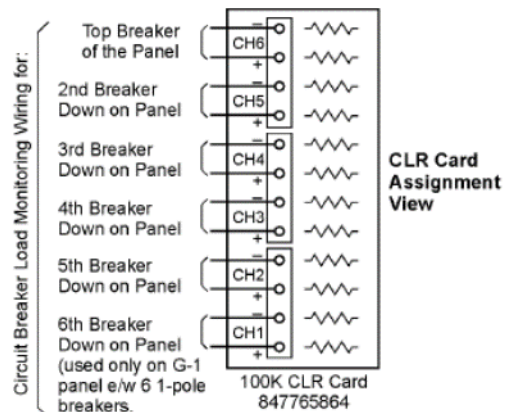 Circuit Breaker Load Monitoring Wiring for:
Top Breaker
of the Panel
−
CH6
+
2nd Breaker
Down on Panel
−
CH5
+
3rd Breaker
Down on Panel
−
CH4
+
4th Breaker
Down on Panel
−
CH3
+
5th Breaker
Down on Panel
−
CH2
+
6th Breaker
Down on Panel
(used only on G-1
panel e/w 6 1-pole
breakers.
−
CH1
+
CLR Card
Assignment
View
100K CLR Card
847765864